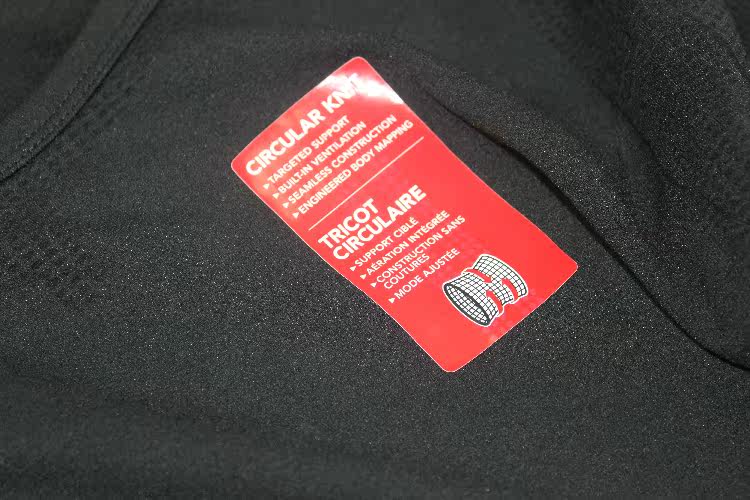 CIRCULAR KNIT
▸TARGETED SUPPORT
▸BUILT-IN VENTILATION
▸SEAMLESS CONSTRUCTION
▸ENGINEERED BODY MAPPING
TRICOT
CIRCULAIRE
▸SUPPORT CIBLÉ
▸AÉRATION INTÉGRÉE
▸CONSTRUCTION SANS
COUTURES
▸MODE AJUSTÉE